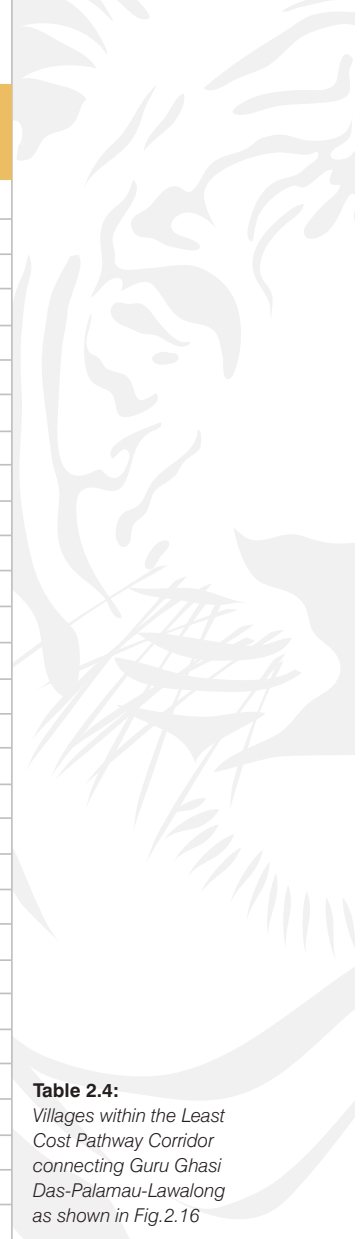 Table 2.4:
Villages within the Least
Cost Pathway Corridor
connecting Guru Ghasi
Das-Palamau-Lawalong
as shown in Fig.2.16